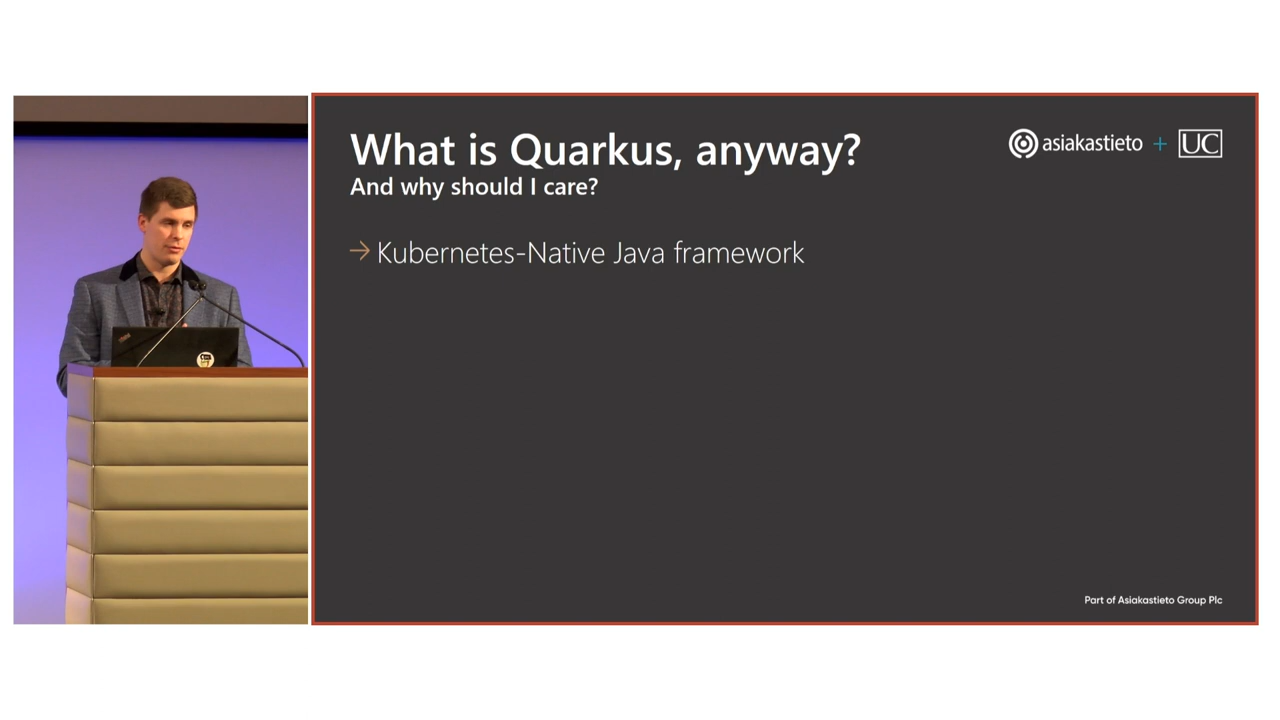 What is Quarkus, anyway?
And why should I care?
asiakastieto + UC
→ Kubernetes-Native Java framework
Part of Asiakastieto Group Plc